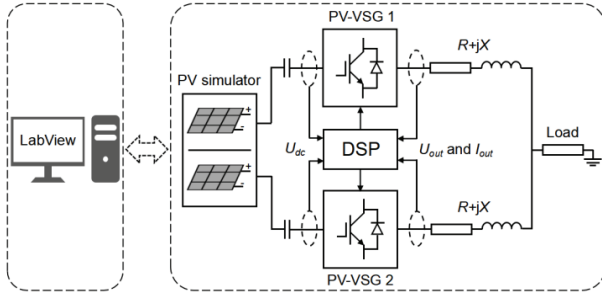 PV-VSG 1
R+jX
PV simulator
+
-
+
-
LabView
U_dc
DSP
U_out and I_out
Load
R+jX
PV-VSG 2